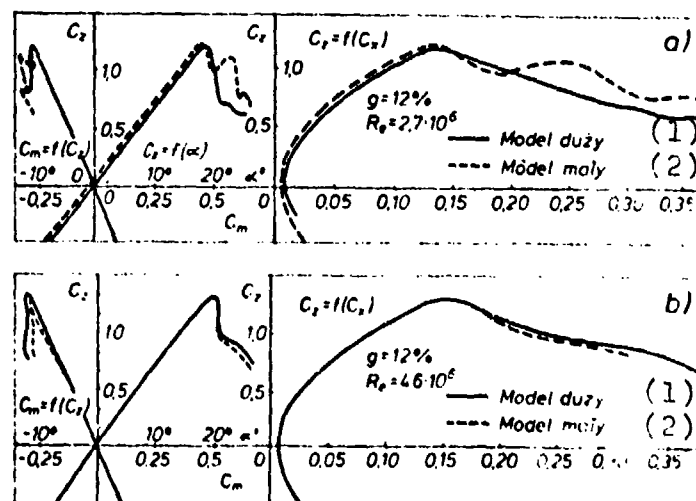 C_z C_z C_z = f(C_x) a)
1,0 1,0
g = 12%
R_e = 2,7·10^6
0,5 0,5
Model duży (1)
C_m = f(C_z) C_z = f(α) Model mały (2)
-10° 0 10° 20° α°
-0,25 0 0,25 0,5 0 0,05 0,10 0,15 0,20 0,25 0,30 0,35
C_m
C_z C_z C_z = f(C_x) b)
1,0 1,0
g = 12%
R_e = 46·10^6
0,5 0,5
C_m = f(C_z) Model duży (1)
Model mały (2)
-10° 10° 20° α°
-0,25 0,25 0,5 0 0,05 0,10 0,15 0,20 0,25 0,30 0,35
C_m